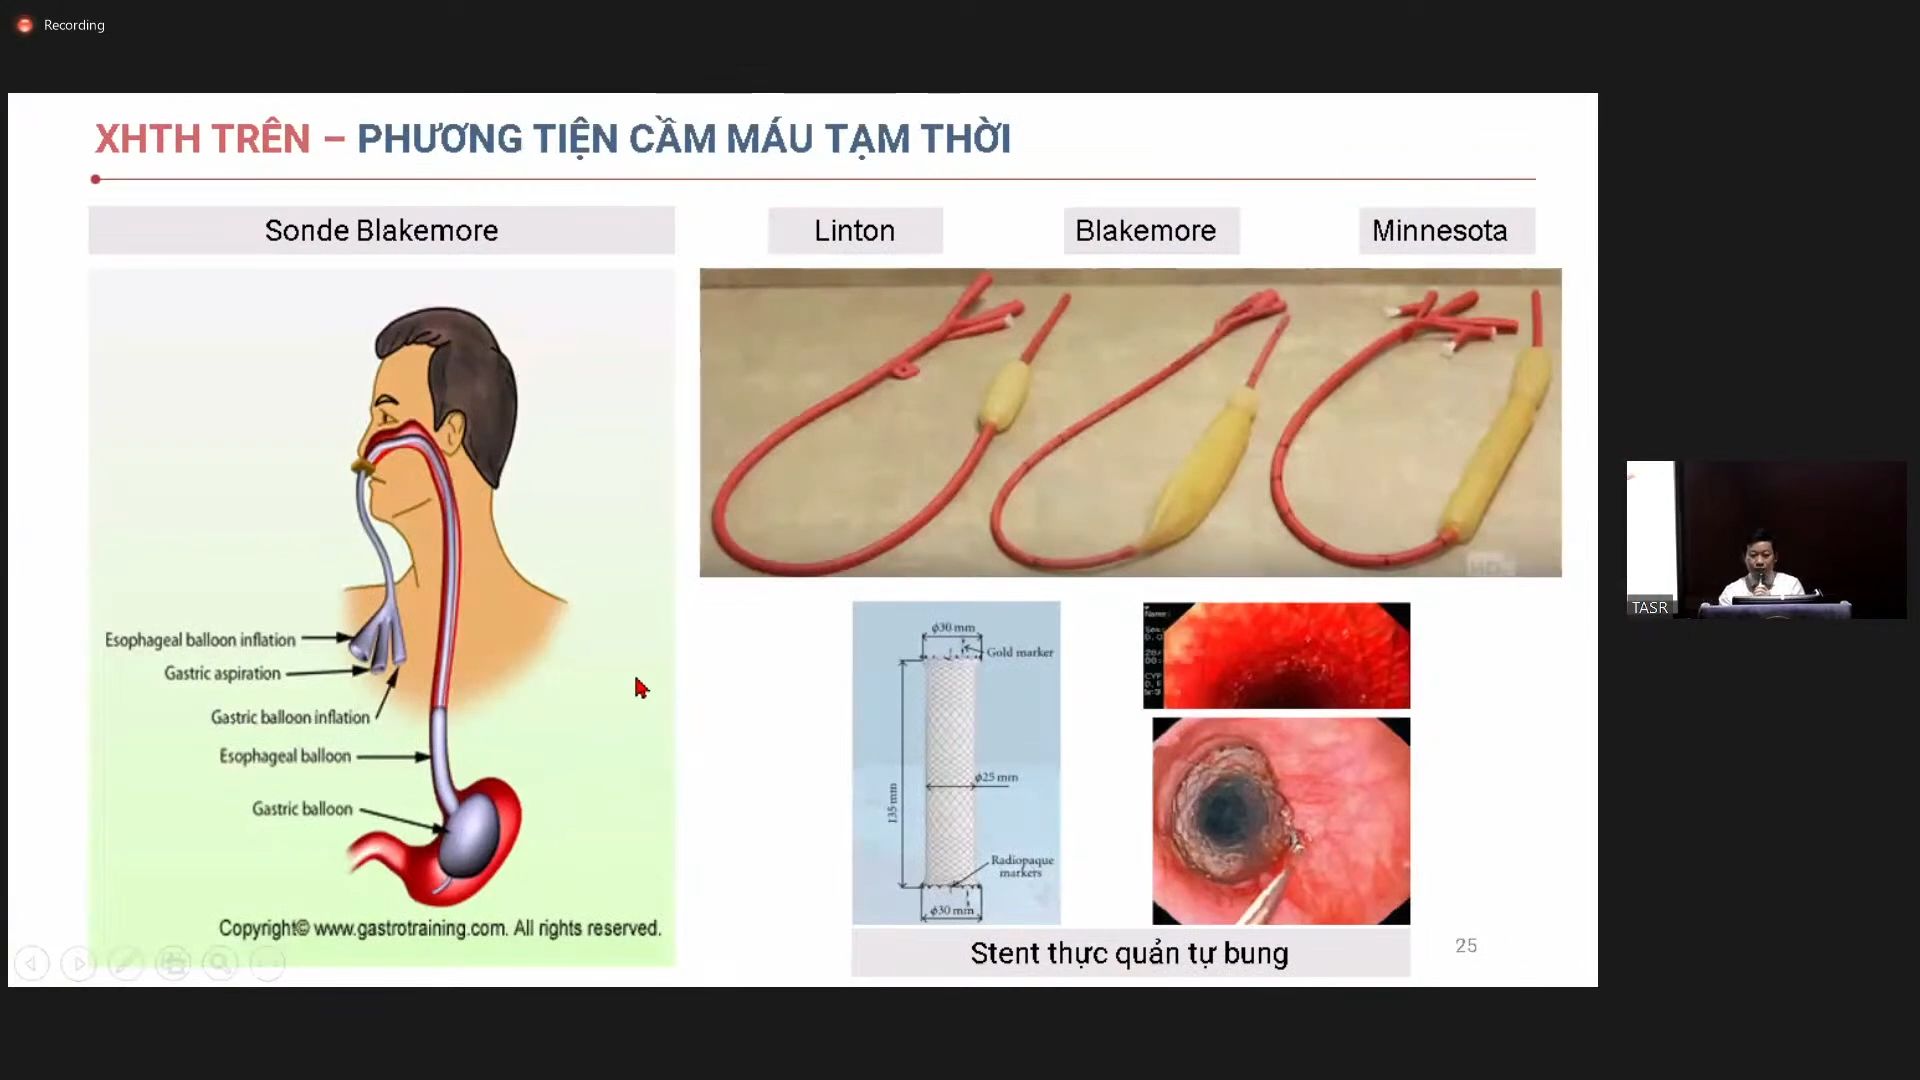 Recording
XHTH TRÊN – PHƯƠNG TIỆN CẦM MÁU TẠM THỜI
Sonde Blakemore
Linton
Blakemore
Minnesota
Esophageal balloon inflation
Gastric aspiration
Gastric balloon inflation
Esophageal balloon
Gastric balloon
Copyright© www.gastrotraining.com. All rights reserved.
ϕ30 mm
Gold marker
ϕ25 mm
135 mm
Radiopaque
markers
ϕ30 mm
Name:
Stent thực quản tự bung
25
TASR